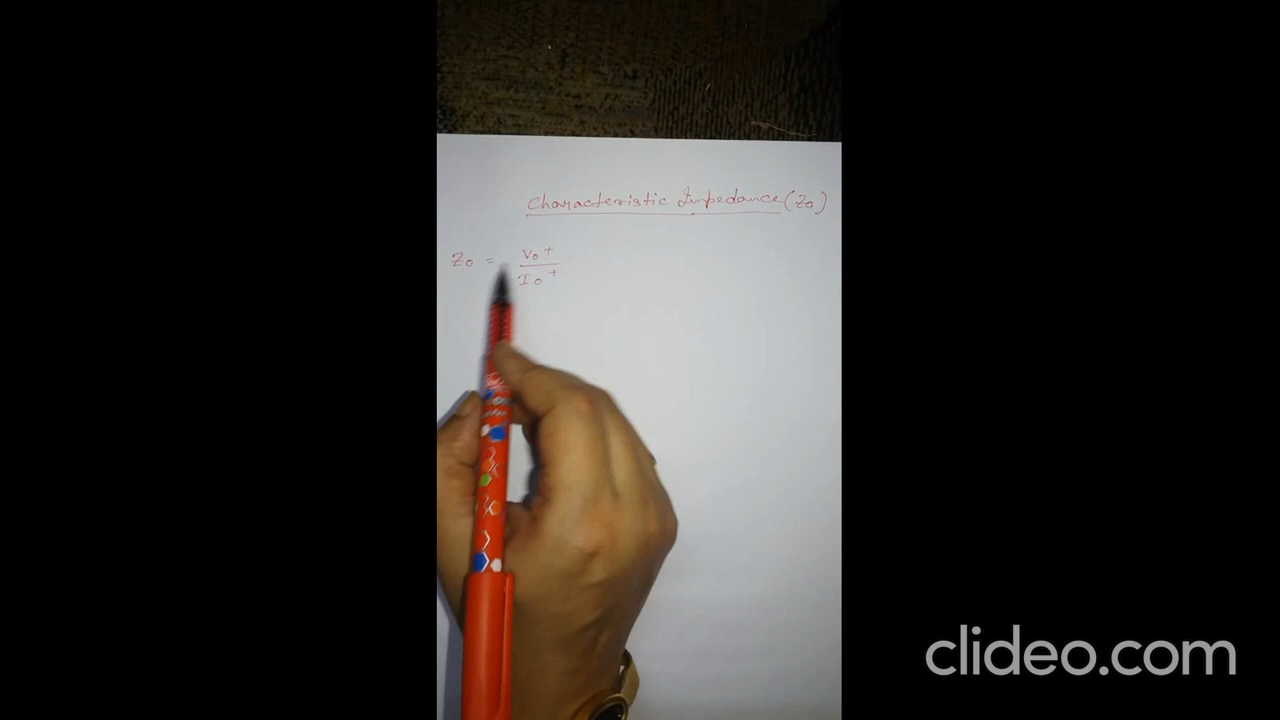 Characteristic Impedance (Zo)
Zo = Vo+
Io+
clideo.com